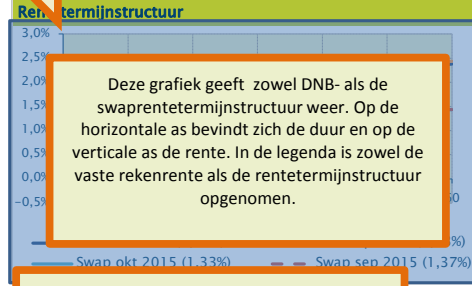 Rentetermijnstructuur
3,0%
2,5%
2,0%
1,5%
1,0%
0,5%
0,0%
-0,5%
Deze grafiek geeft zowel DNB- als de
swaprentetermijnstructuur weer. Op de
horizontale as bevindt zich de duur en op de
verticale as de rente. In de legenda is zowel de
vaste rekenrente als de rentetermijnstructuur
opgenomen.
0
%)
Swap okt 2015 (1,33%)
Swap sep 2015 (1,37%)